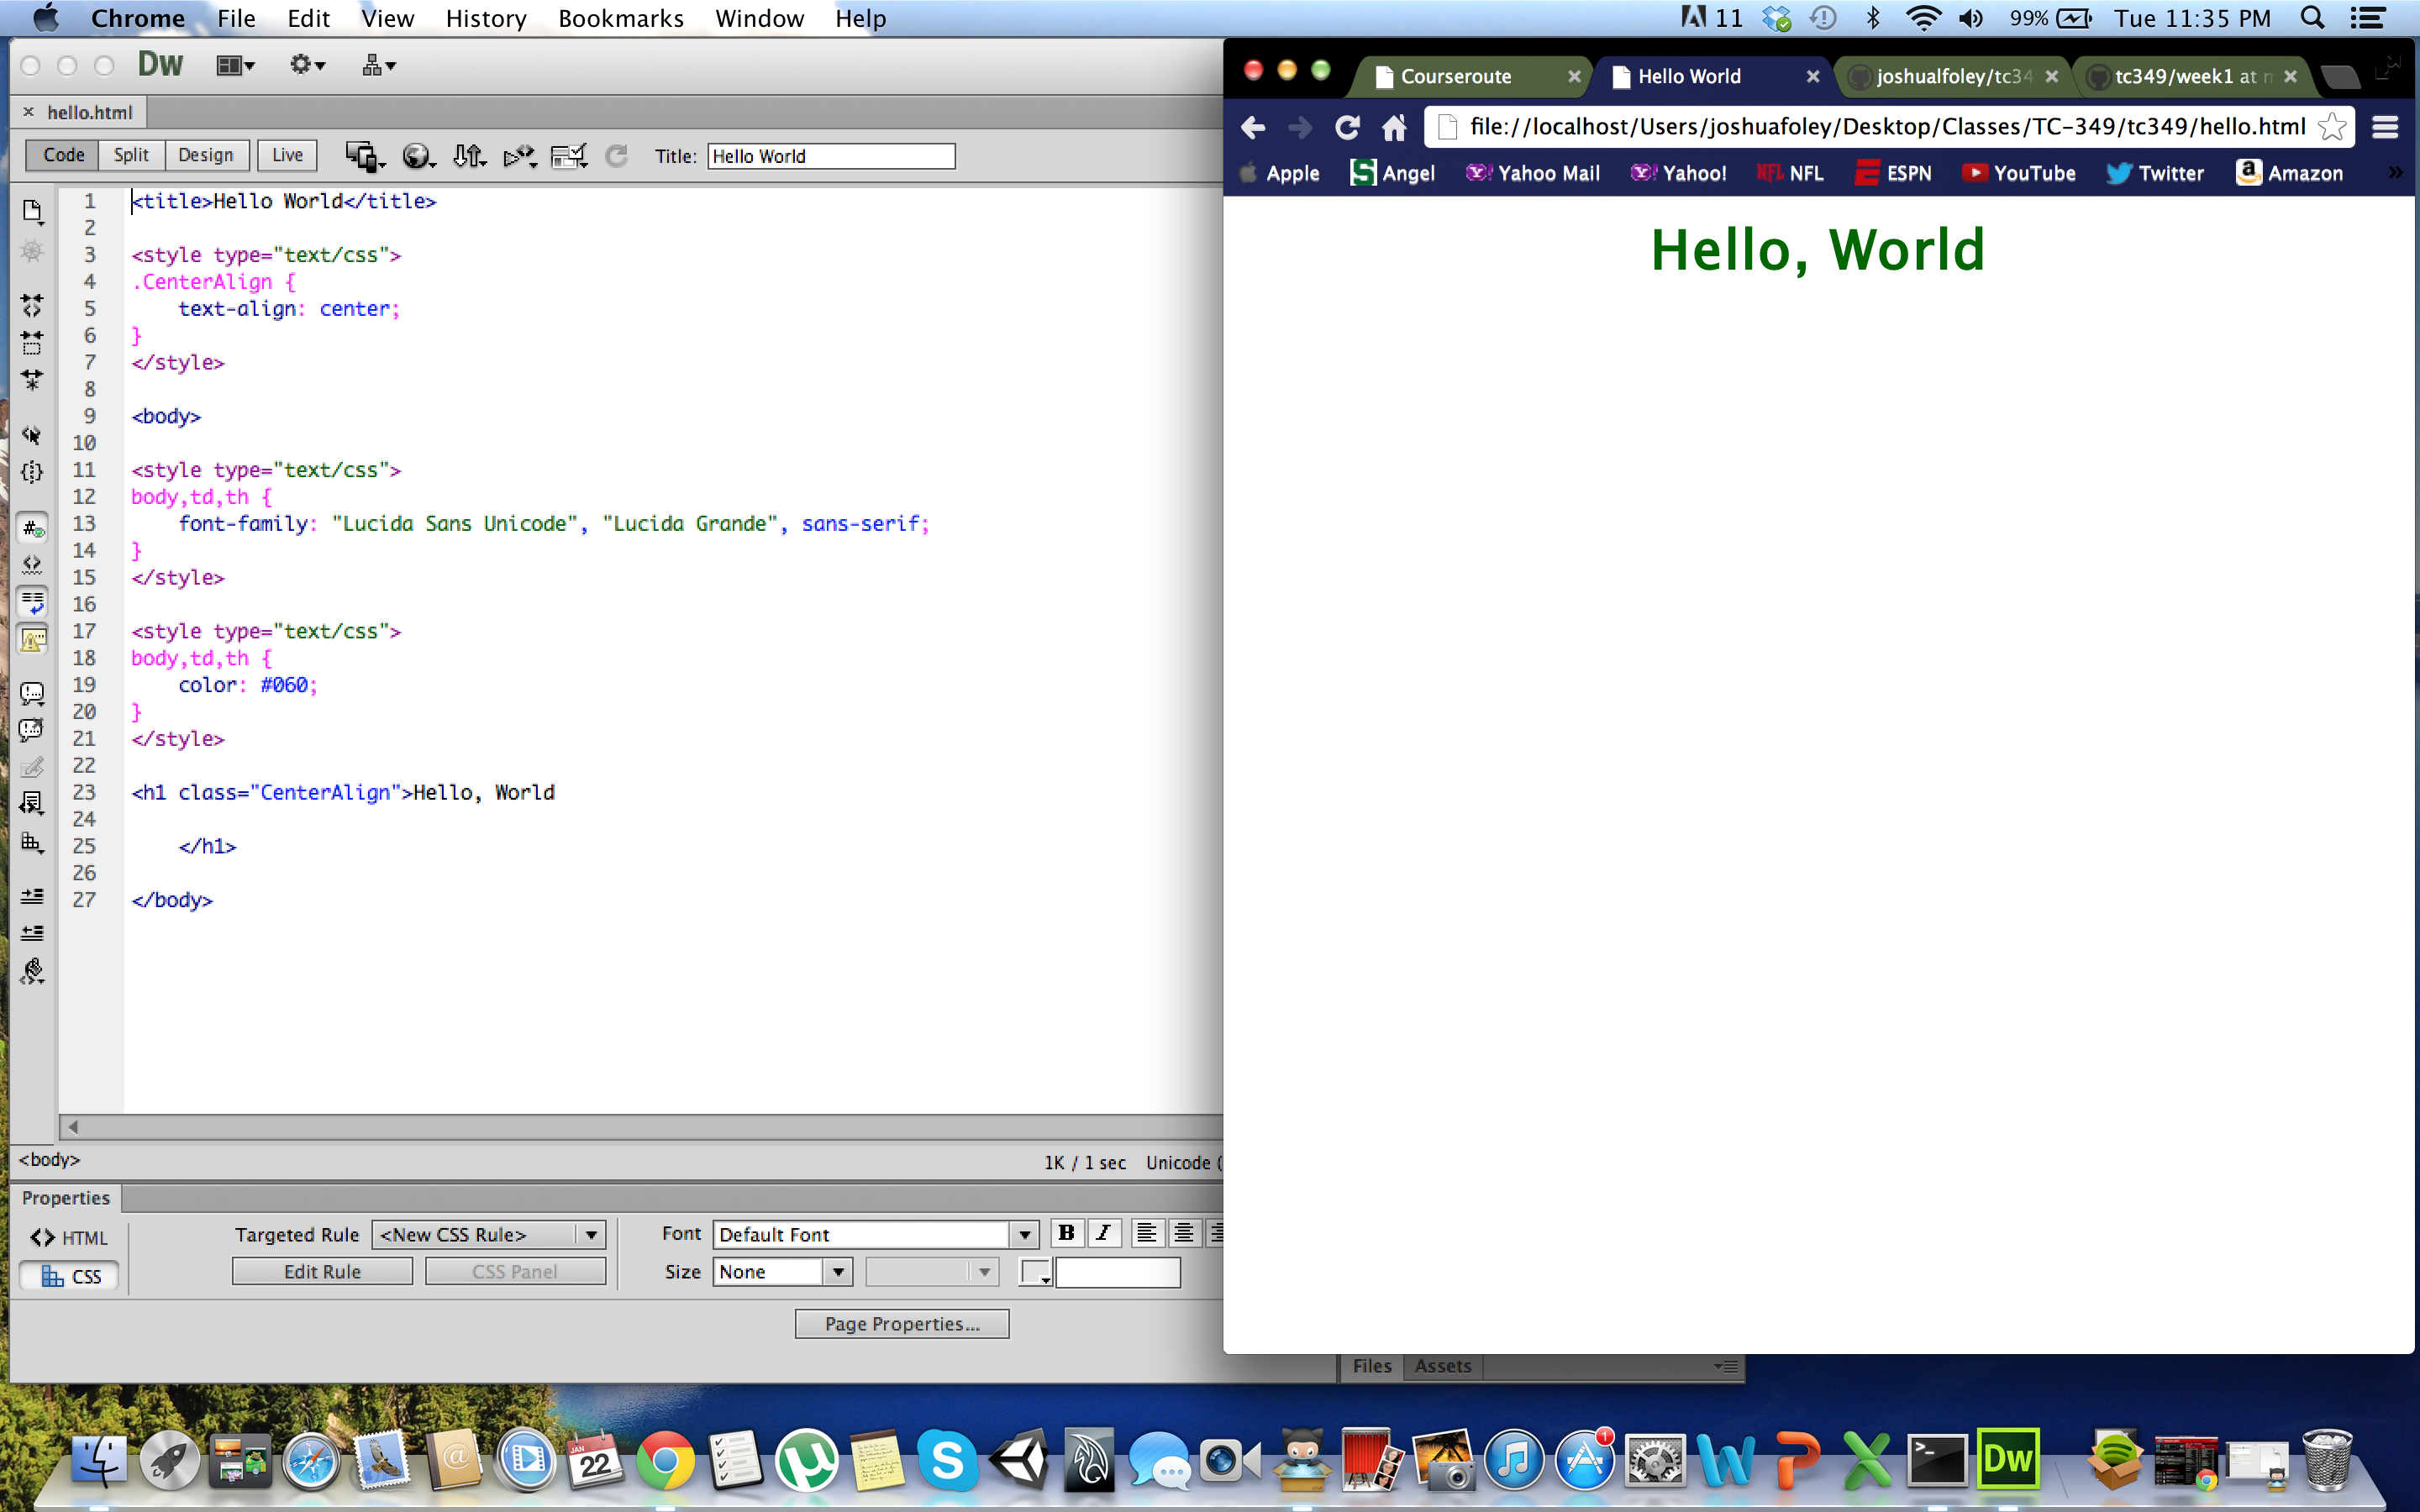 Chrome File Edit View History Bookmarks Window Help 11 99% Tue 11:35 PM
Dw
hello.html
Code Split Design Live Title: Hello World
1 <title>Hello World</title>
2
3 <style type="text/css">
4 .CenterAlign {
5 text-align: center;
6 }
7 </style>
8
9 <body>
10
11 <style type="text/css">
12 body,td,th {
13 font-family: "Lucida Sans Unicode", "Lucida Grande", sans-serif;
14 }
15 </style>
16
17 <style type="text/css">
18 body,td,th {
19 color: #060;
20 }
21 </style>
22
23 <h1 class="CenterAlign">Hello, World
24
25 </h1>
26
27 </body>
<body>
1K / 1 sec Unicode (
Properties
HTML Targeted Rule <New CSS Rule> Font Default Font B I
CSS Edit Rule CSS Panel Size None
Page Properties...
Courseroute Hello World joshualfoley/tc34 tc349/week1 at m
file://localhost/Users/joshuafoley/Desktop/Classes/TC-349/tc349/hello.html
Apple S Angel Y! Yahoo Mail Y! Yahoo! NFL NFL ESPN YouTube Twitter a Amazon »
Hello, World
Files Assets
JAN
22
@
S
1
W P X
>_
Dw